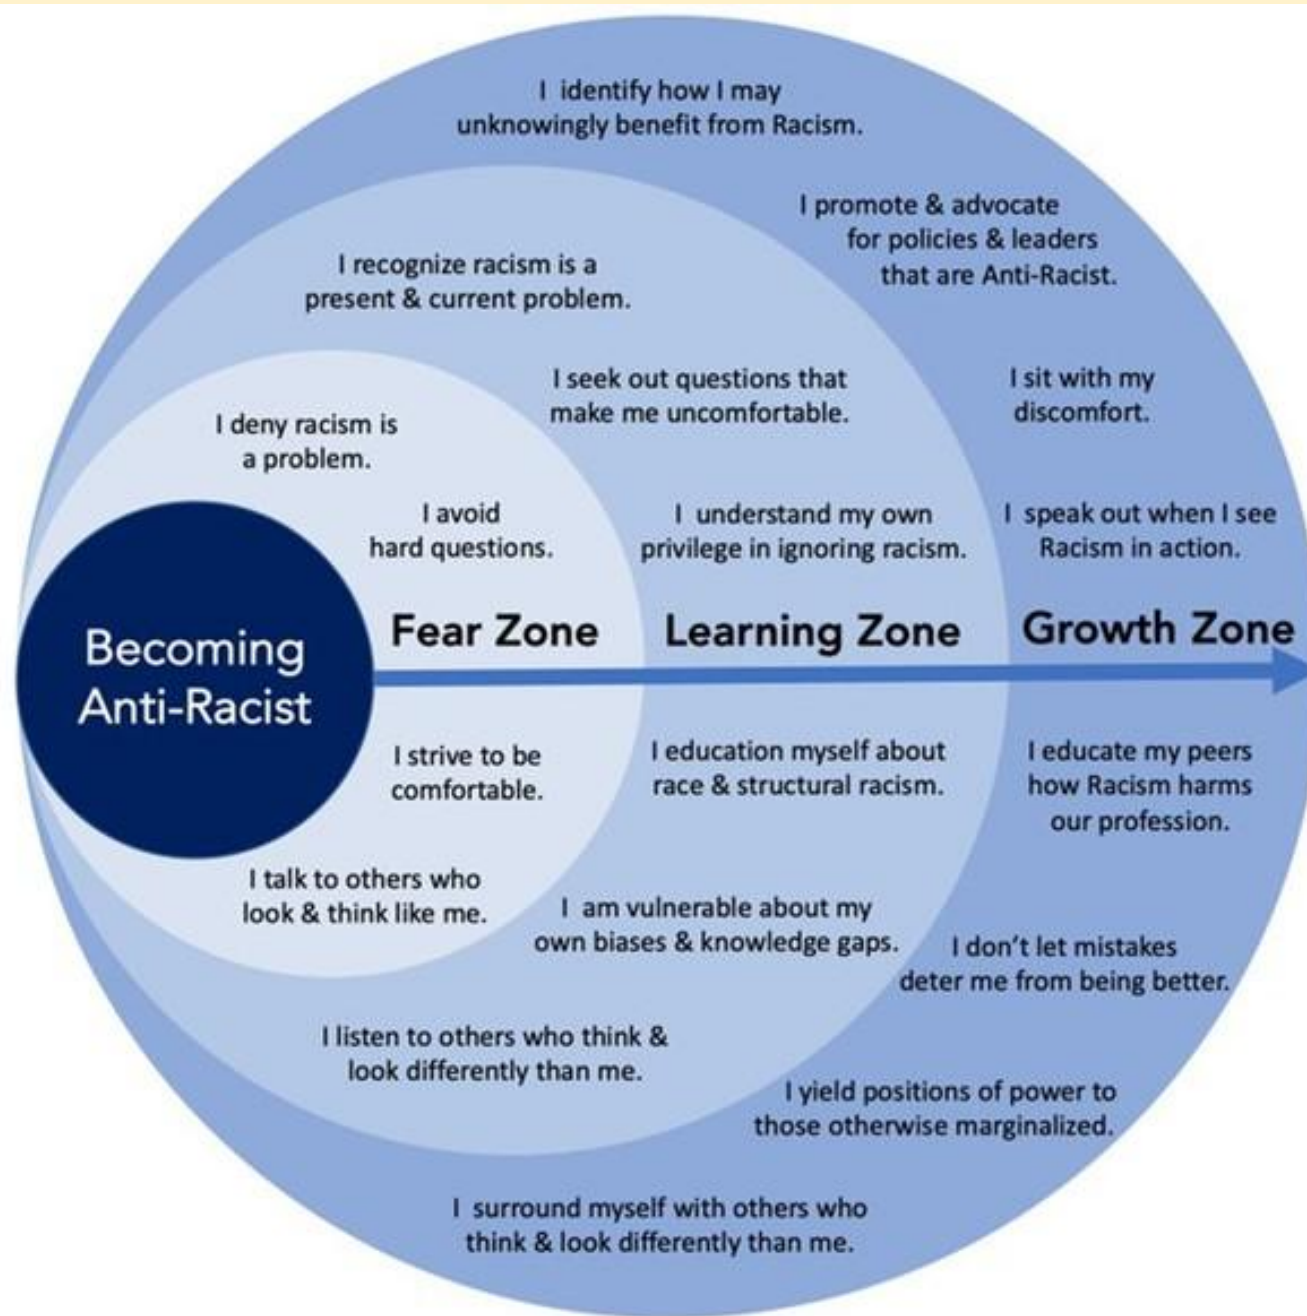 I identify how I may
unknowingly benefit from Racism.
I promote & advocate
for policies & leaders
that are Anti-Racist.
I recognize racism is a
present & current problem.
I seek out questions that
make me uncomfortable.
I sit with my
discomfort.
I deny racism is
a problem.
I avoid
hard questions.
I understand my own
privilege in ignoring racism.
I speak out when I see
Racism in action.
Becoming
Anti-Racist
Fear Zone
Learning Zone
Growth Zone
I strive to be
comfortable.
I education myself about
race & structural racism.
I educate my peers
how Racism harms
our profession.
I talk to others who
look & think like me.
I am vulnerable about my
own biases & knowledge gaps.
I don't let mistakes
deter me from being better.
I listen to others who think &
look differently than me.
I yield positions of power to
those otherwise marginalized.
I surround myself with others who
think & look differently than me.